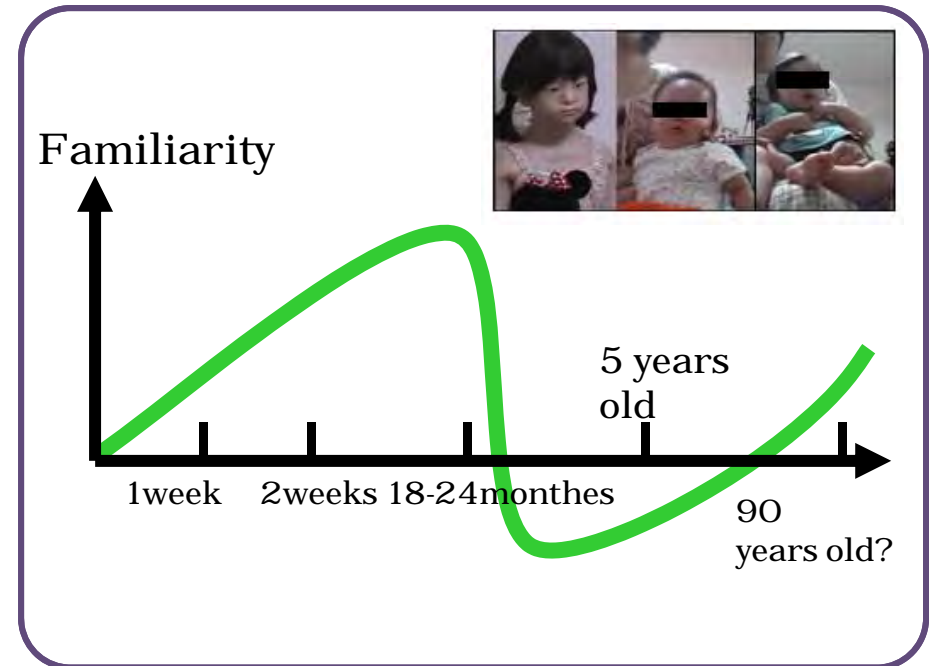 Familiarity
5 years
old
1week 2weeks 18-24monthes
90
years old?